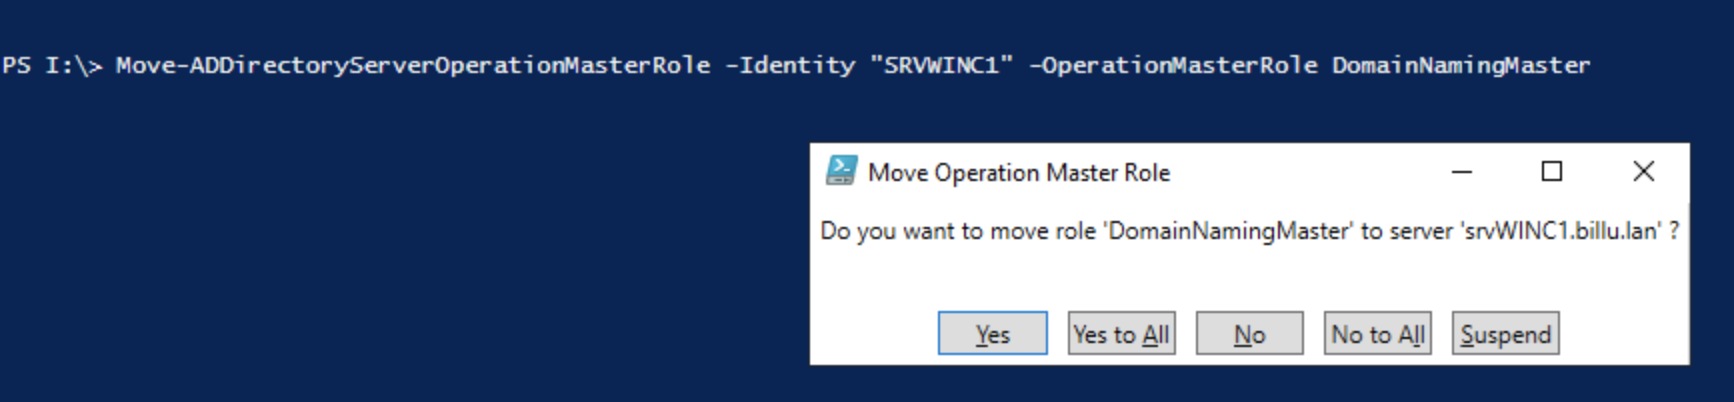 PS I:\> Move-ADDirectoryServerOperationMasterRole -Identity "SRVWINC1" -OperationMasterRole DomainNamingMaster
Move Operation Master Role
Do you want to move role 'DomainNamingMaster' to server 'srvWINC1.billu.lan' ?
Yes Yes to All No No to All Suspend